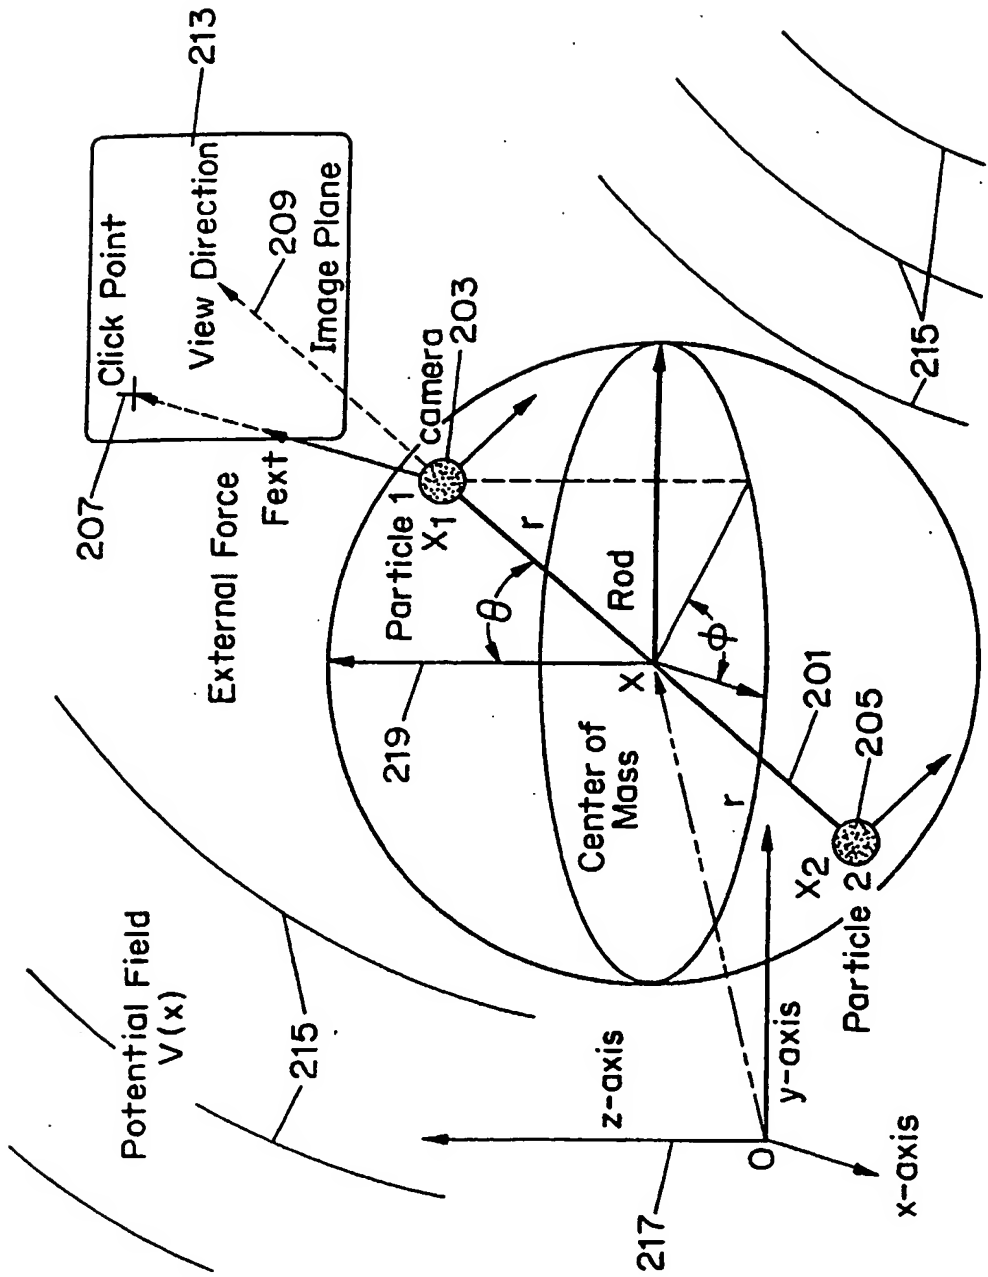 Potential Field
V(x)
215
207
External Force
Fext
Click Point
View Direction
213
209
Image Plane
camera
203
Particle 1
X1
r
θ
219
Rod
X
Center of
Mass
ϕ
r
201
205
X2
Particle 2
215
z-axis
217
O
y-axis
x-axis